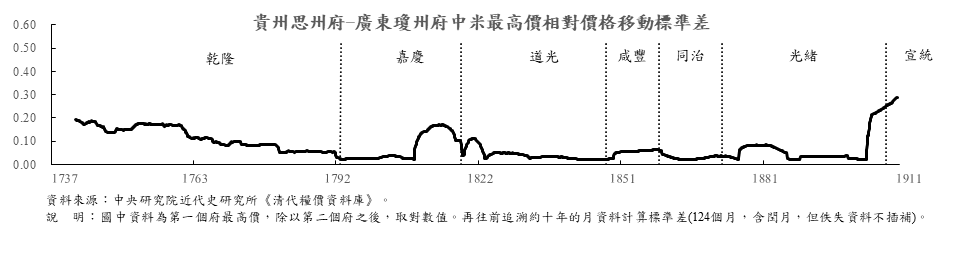 貴州思州府-廣東瓊州府中米最高價相對價格移動標準差
0.60
0.50
0.40
0.30
0.20
0.10
0.00
乾隆 嘉慶 道光 咸豐 同治 光緒 宣統
1737 1763 1792 1822 1851 1881 1911
資料來源：中央研究院近代史研究所《清代糧價資料庫》。
說 明：圖中資料為第一個府最高價，除以第二個府之後，取對數值。再往前追溯約十年的月資料計算標準差(124個月，含閏月，但佚失資料不插補)。